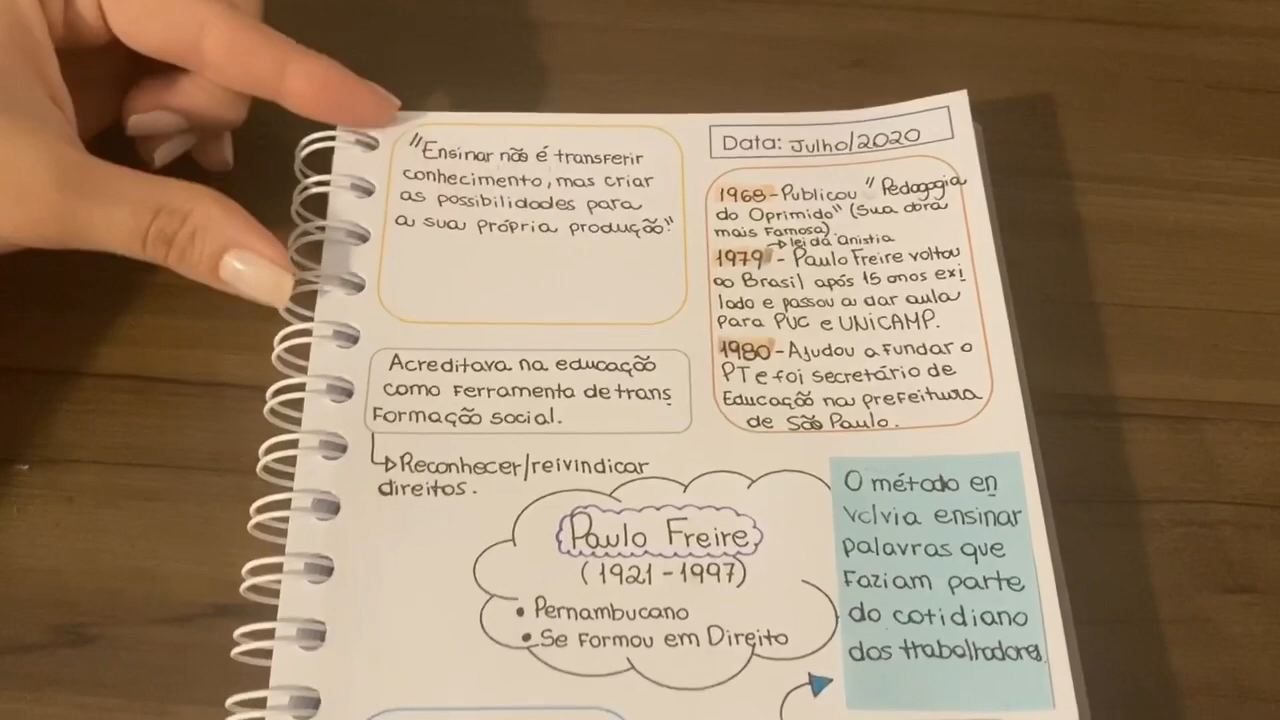 "Ensinar não é transferir
conhecimento, mas criar
as possibilidades para
a sua própria produção."
Data: Julho/2020
1968-Publicou "Pedagogia
do Oprimido" (sua obra
mais famosa).
→ lei da Anistia
1979 - Paulo Freire voltou
ao Brasil após 15 anos exi
lado e passou a dar aula
para PUC e UNICAMP.
1980-Ajudou a fundar o
PT e foi secretário de
Educação na prefeitura
de São Paulo.
Acreditava na educação
como ferramenta de trans
formação social.
→ Reconhecer/reivindicar
direitos.
Paulo Freire
(1921-1997)
• Pernambucano
• Se formou em Direito
O método en
volvia ensinar
palavras que
faziam parte
do cotidiano
dos trabalhadores.